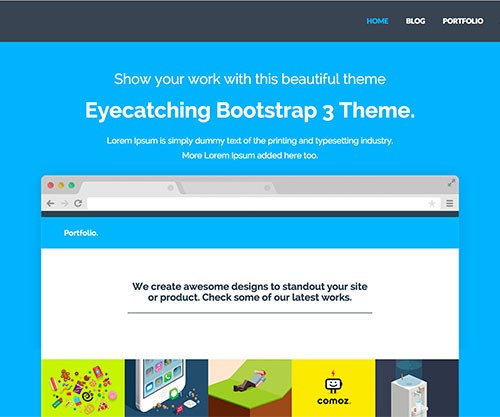 HOME BLOG PORTFOLIO
Show your work with this beautiful theme
Eyecatching Bootstrap 3 Theme.
Lorem Ipsum is simply dummy text of the printing and typesetting industry.
More Lorem Ipsum added here too.
Portfolio.
We create awesome designs to standout your site
or product. Check some of our latest works.
comoz.